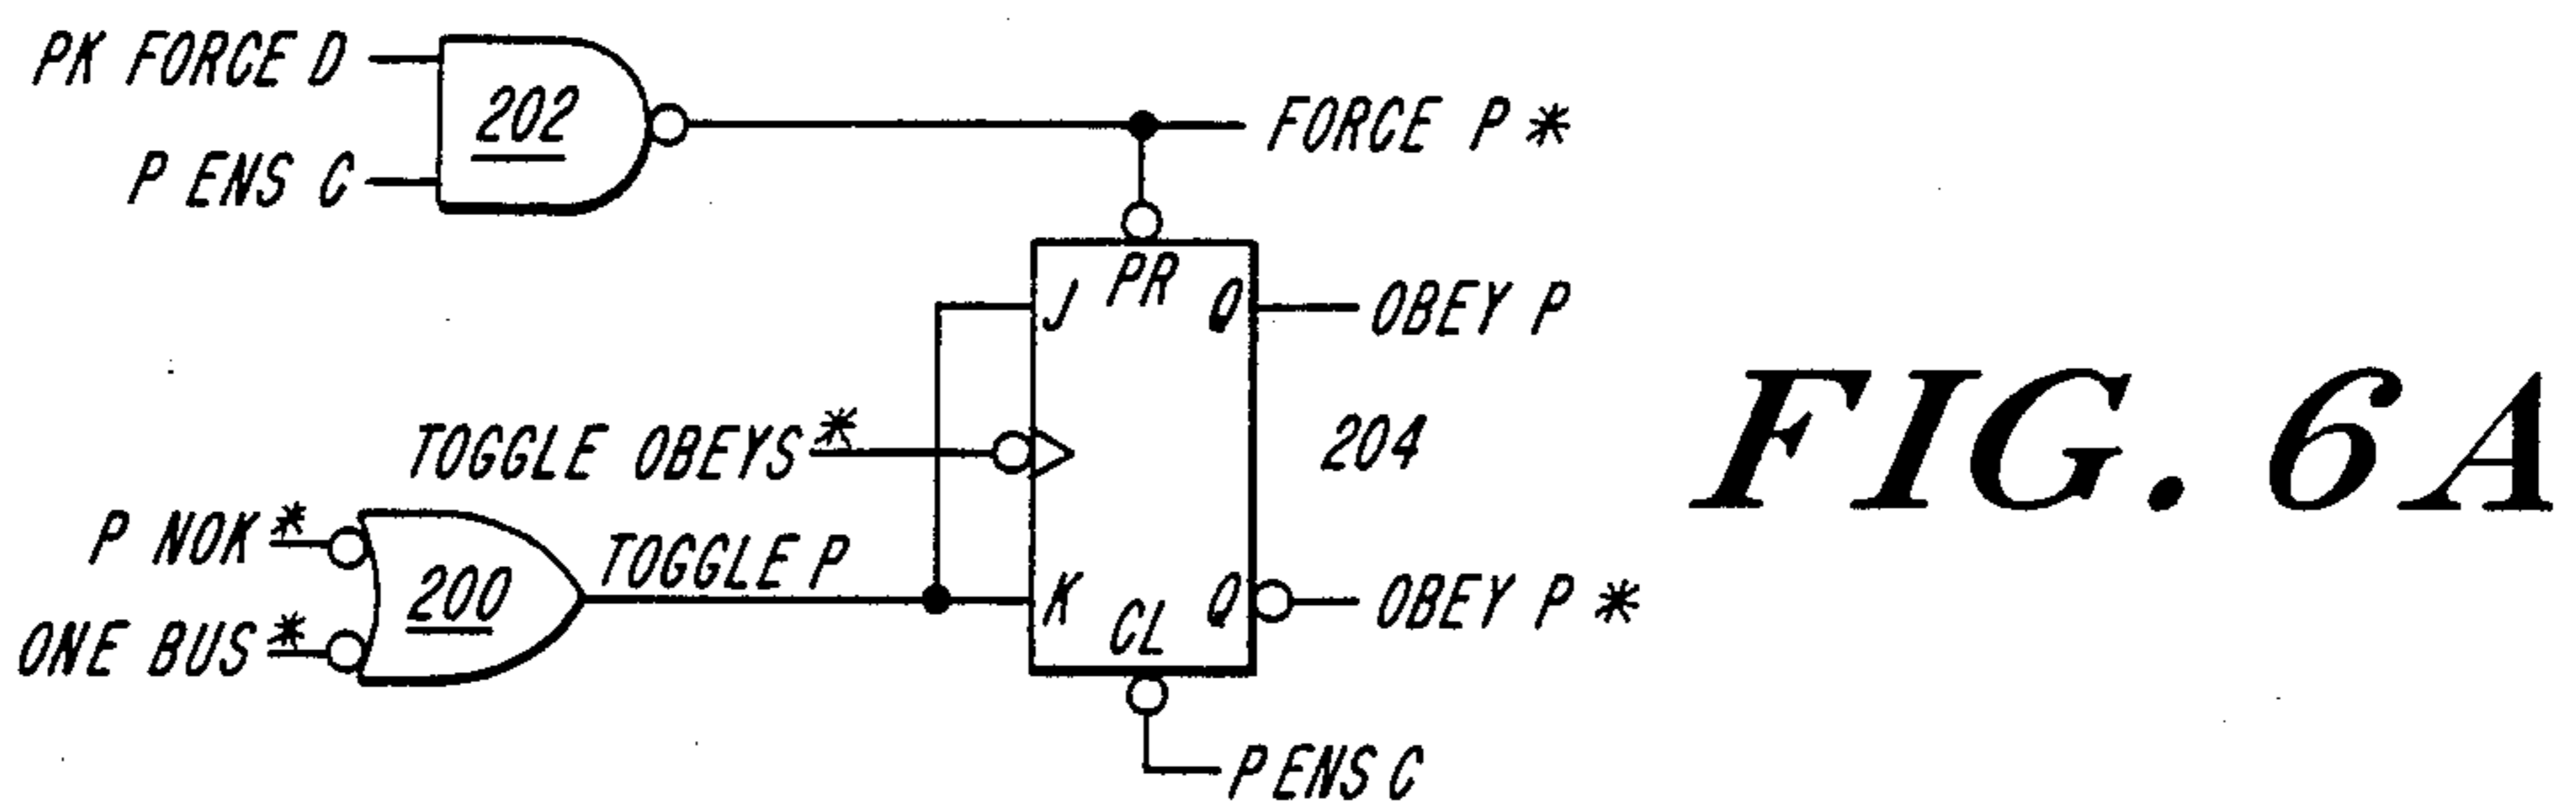 PK FORCE D
202
P ENS C
FORCE P *
PR
J
Q
OBEY P
TOGGLE OBEYS*
204
FIG. 6A
P NOK*
200
TOGGLE P
ONE BUS*
K
Q
OBEY P *
CL
P ENS C